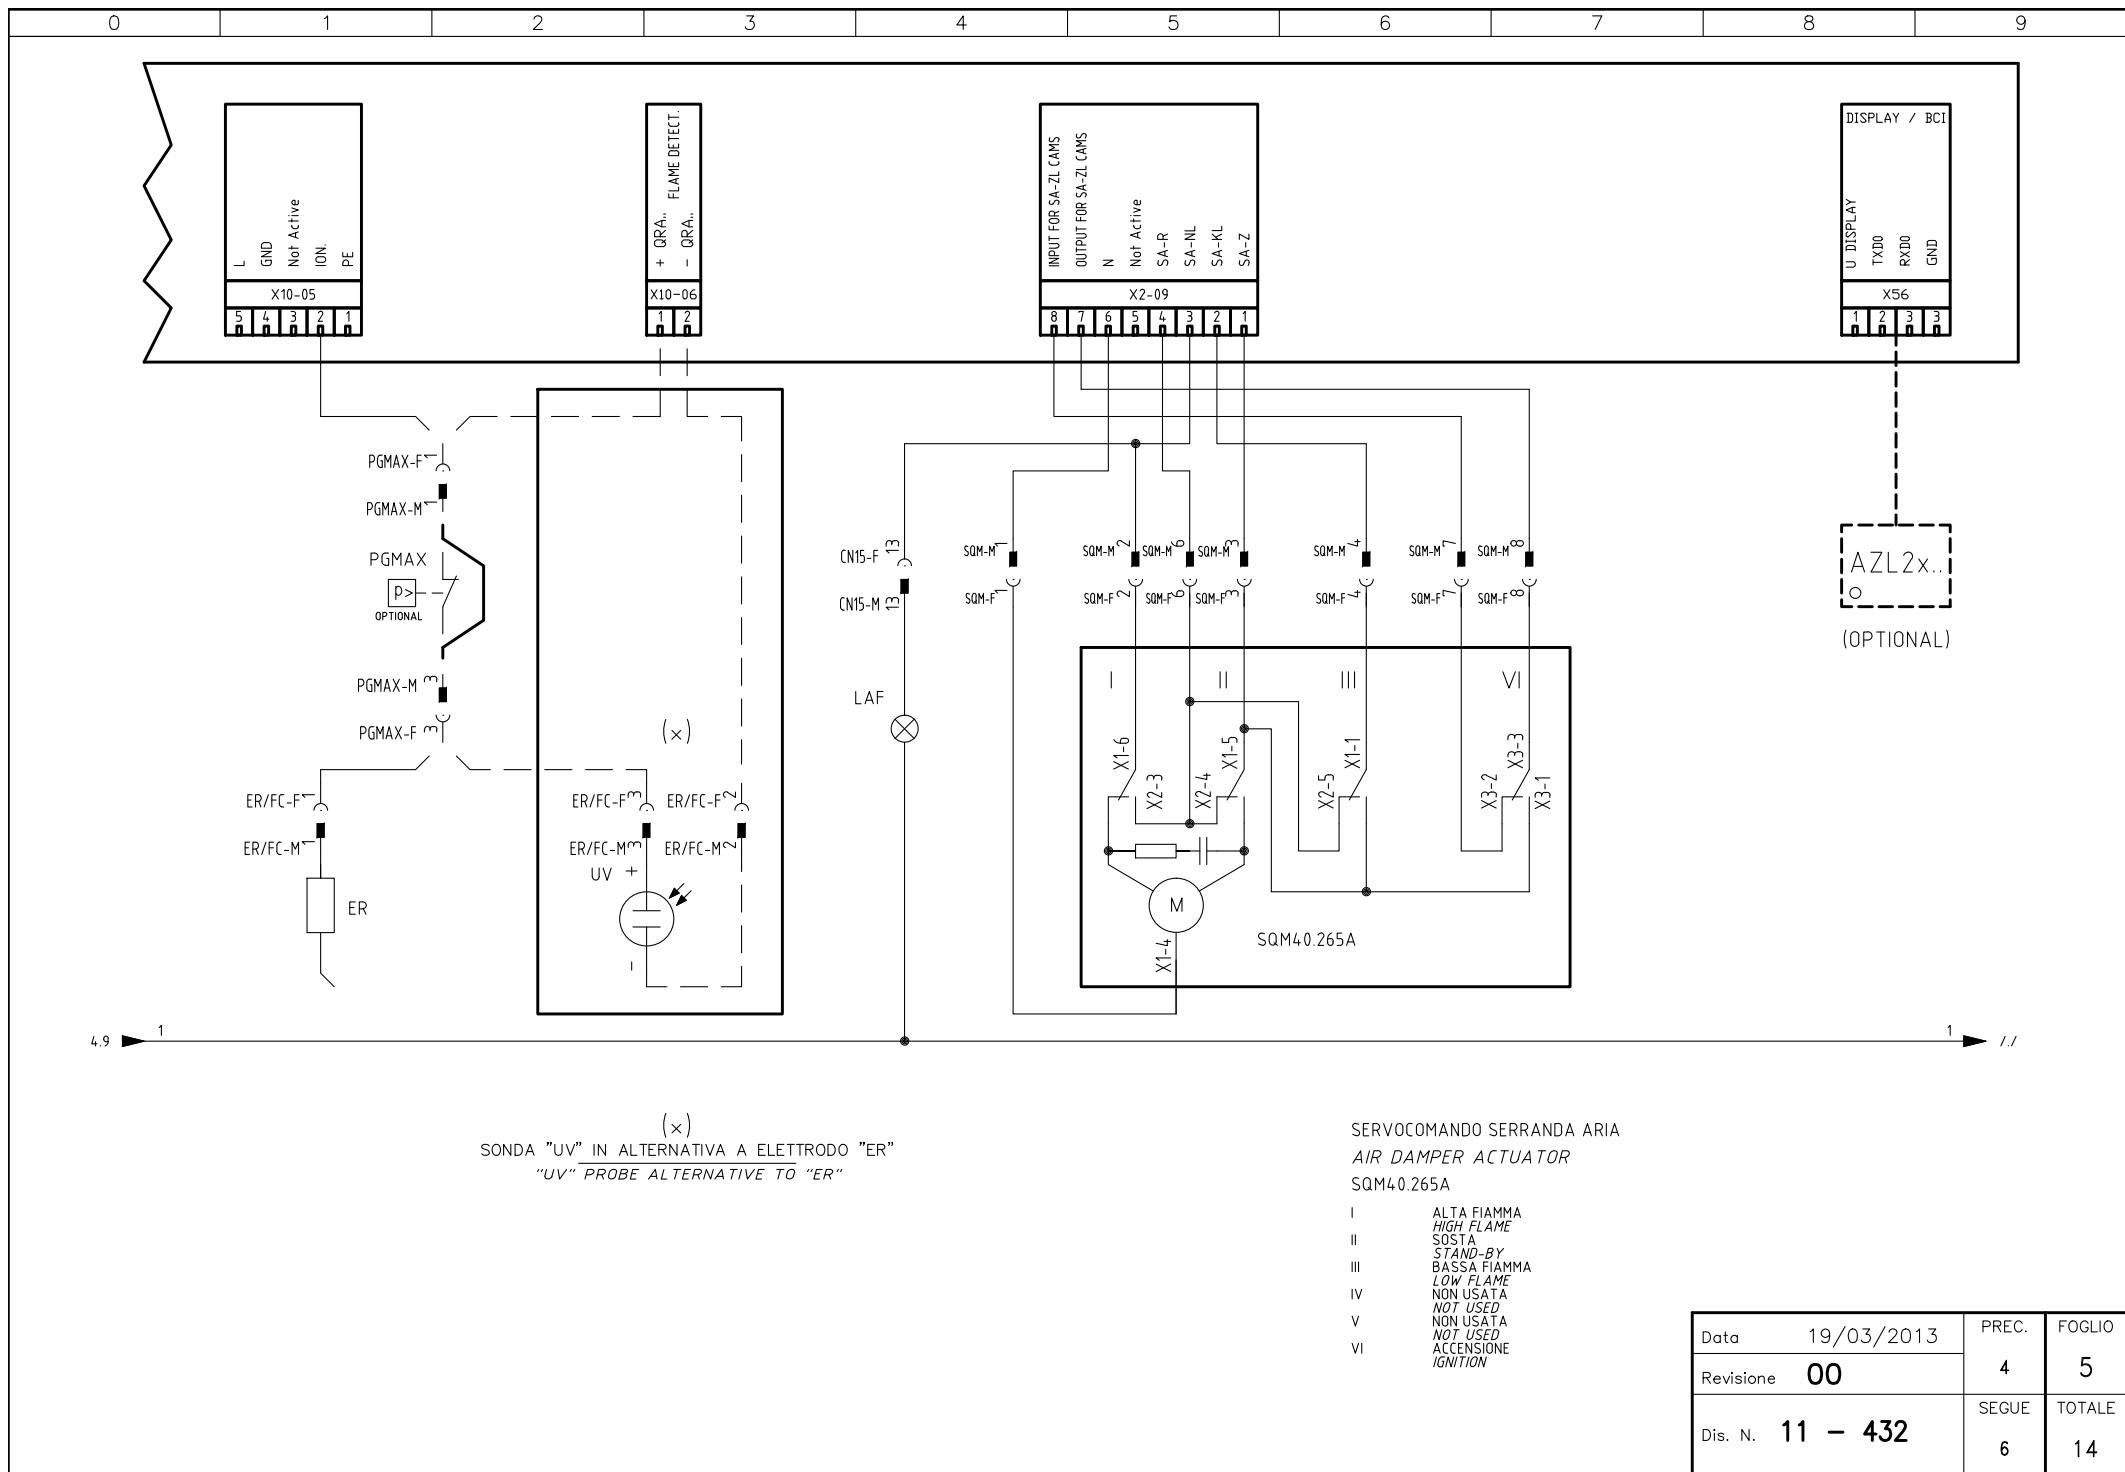 0 1 2 3 4 5 6 7 8 9
L
GND
Not Active
ION.
PE
X10-05
5 4 3 2 1
+ QRA..
- QRA..
FLAME DETECT.
X10-06
1 2
INPUT FOR SA-ZL CAMS
OUTPUT FOR SA-ZL CAMS
N
Not Active
SA-R
SA-NL
SA-KL
SA-Z
X2-09
8 7 6 5 4 3 2 1
DISPLAY / BCI
U DISPLAY
TXD0
RXD0
GND
X56
1 2 3 3
PGMAX-F 1
PGMAX-M 1
PGMAX
P>
OPTIONAL
PGMAX-M 3
PGMAX-F 3
ER/FC-F 1
ER/FC-M 1
ER
(x)
ER/FC-F 3
ER/FC-F 2
ER/FC-M 3
ER/FC-M 2
UV +
-
CN15-F 13
CN15-M 13
LAF
SQM-M 1
SQM-M 2
SQM-M 6
SQM-M 3
SQM-M 4
SQM-M 7
SQM-M 8
SQM-F 1
SQM-F 2
SQM-F 6
SQM-F 3
SQM-F 4
SQM-F 7
SQM-F 8
I II III VI
X1-6
X2-3
X2-4
X1-5
X2-5
X1-1
X3-2
X3-3
X3-1
M
X1-4
SQM40.265A
AZL2x..
(OPTIONAL)
4.9 1
1 /./
(x)
SONDA "UV" IN ALTERNATIVA A ELETTRODO "ER"
"UV" PROBE ALTERNATIVE TO "ER"
SERVOCOMANDO SERRANDA ARIA
AIR DAMPER ACTUATOR
SQM40.265A
I ALTA FIAMMA
HIGH FLAME
II SOSTA
STAND-BY
III BASSA FIAMMA
LOW FLAME
IV NON USATA
NOT USED
V NON USATA
NOT USED
VI ACCENSIONE
IGNITION
Data 19/03/2013
PREC. 4
FOGLIO 5
Revisione 00
Dis. N. 11 - 432
SEGUE 6
TOTALE 14